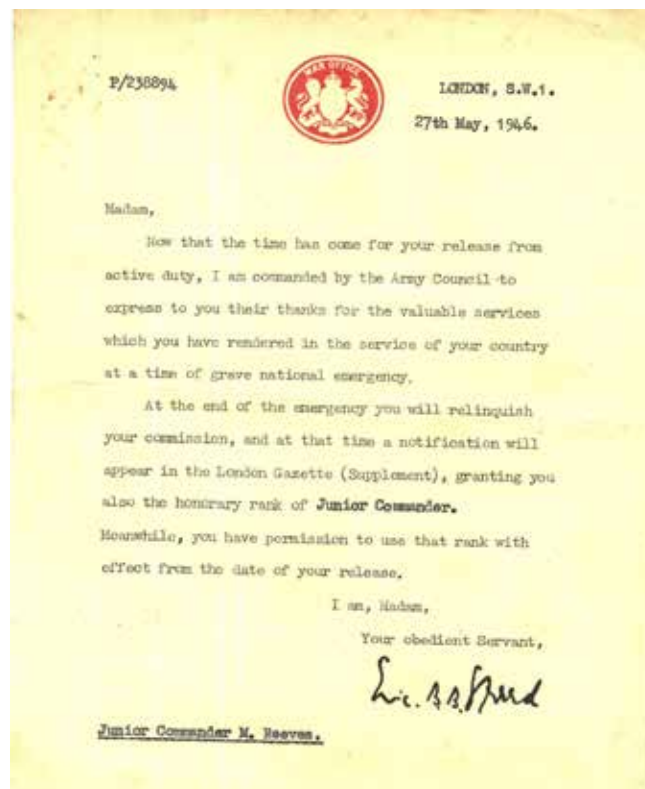 P/238894
WAR OFFICE
LONDON, S.W.1.
27th May, 1946.
Madam,
Now that the time has come for your release from
active duty, I am commanded by the Army Council to
express to you their thanks for the valuable services
which you have rendered in the service of your country
at a time of grave national emergency.
At the end of the emergency you will relinquish
your commission, and at that time a notification will
appear in the London Gazette (Supplement), granting you
also the honorary rank of Junior Commander.
Meanwhile, you have permission to use that rank with
effect from the date of your release.
I am, Madam,
Your obedient Servant,
Eric. B.B. Speed
Junior Commander M. Reeves.